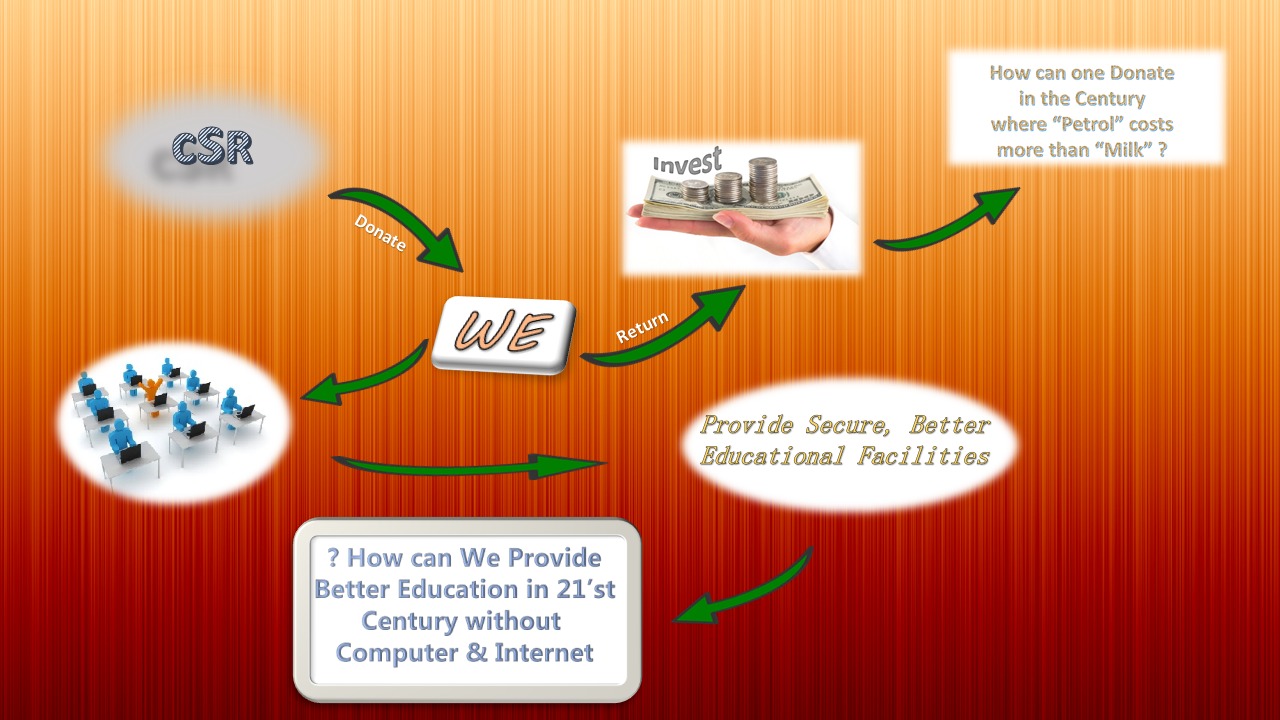 cSR
Donate
WE
Return
Invest
How can one Donate
in the Century
where “Petrol” costs
more than “Milk” ?
Provide Secure, Better
Educational Facilities
? How can We Provide
Better Education in 21’st
Century without
Computer & Internet